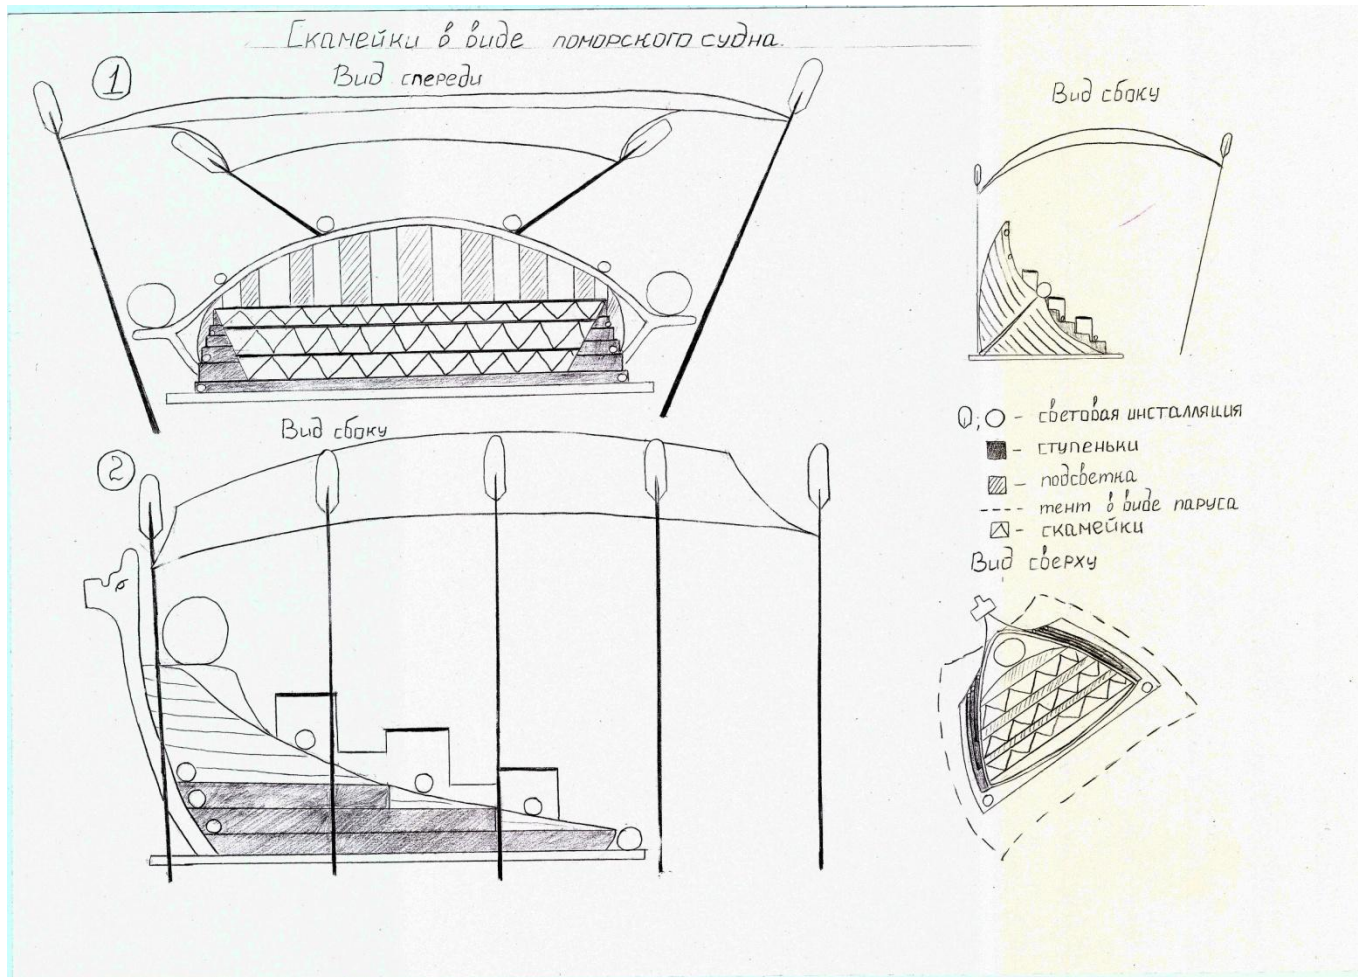 Скамейки в виде поморского судна.
1
Вид спереди
Вид сбоку
О; О - световая инсталляция
- ступеньки
- подсветка
---- - тент в виде паруса
- скамейки
2
Вид сбоку
Вид сверху